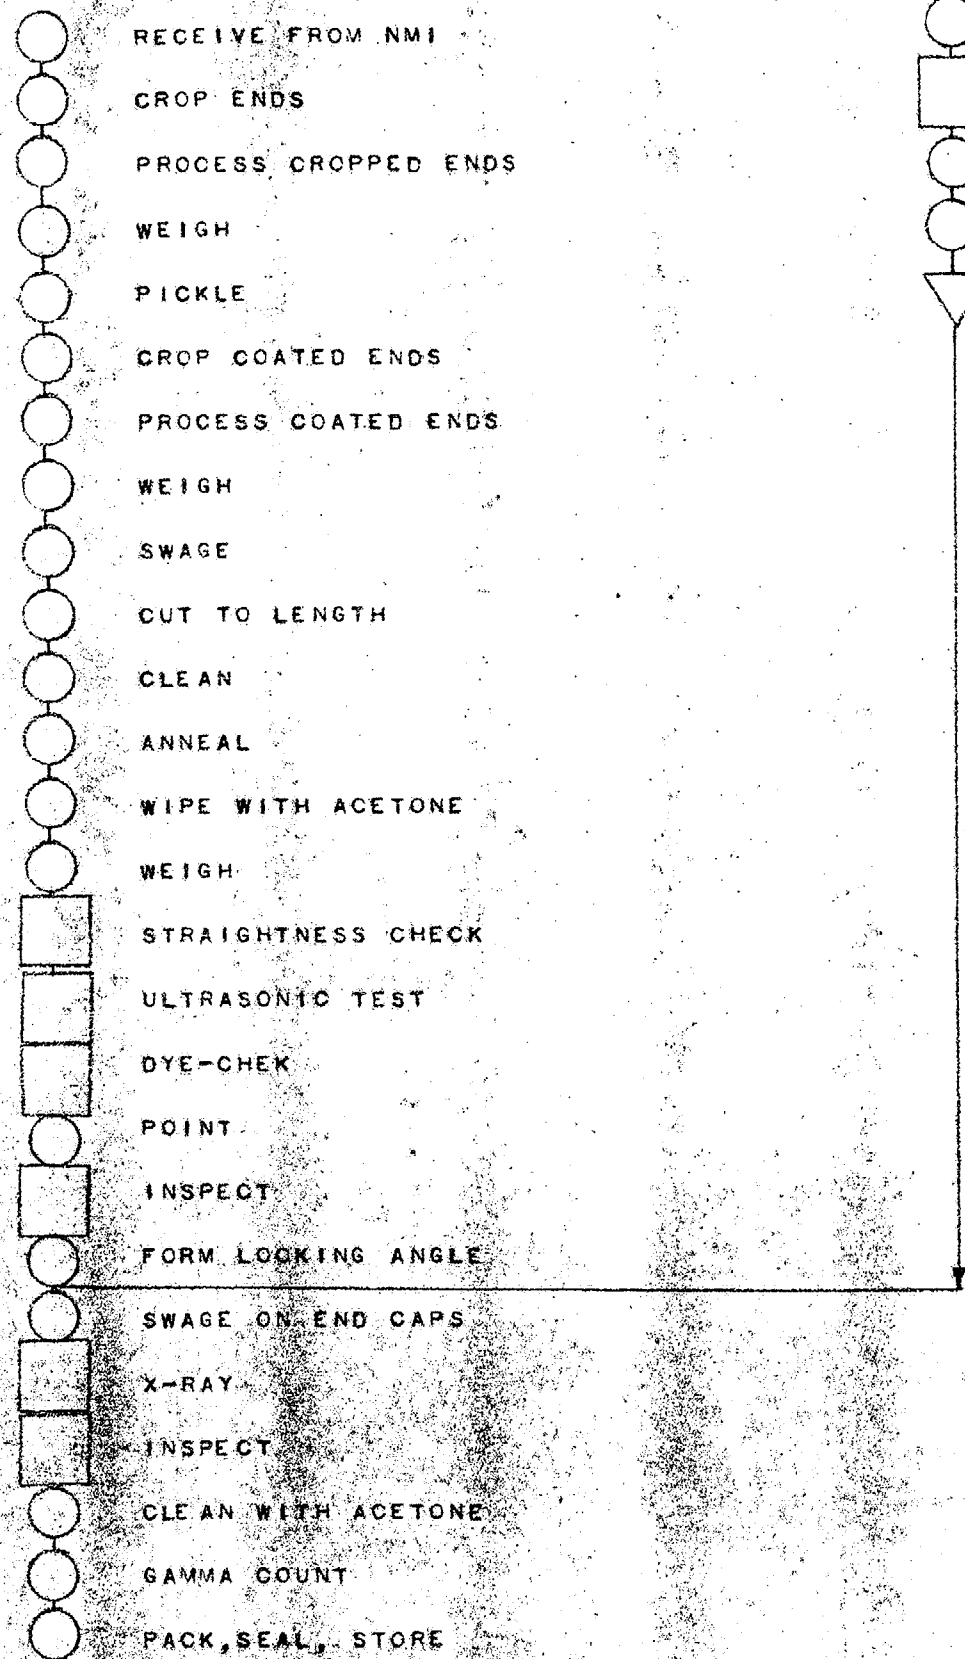 RECEIVE FROM NMI
CROP ENDS
PROCESS CROPPED ENDS
WEIGH
PICKLE
CROP COATED ENDS
PROCESS COATED ENDS
WEIGH
SWAGE
CUT TO LENGTH
CLEAN
ANNEAL
WIPE WITH ACETONE
WEIGH
STRAIGHTNESS CHECK
ULTRASONIC TEST
DYE-CHEK
POINT
INSPECT
FORM LOCKING ANGLE
SWAGE ON END CAPS
X-RAY
INSPECT
CLEAN WITH ACETONE
GAMMA COUNT
PACK, SEAL, STORE